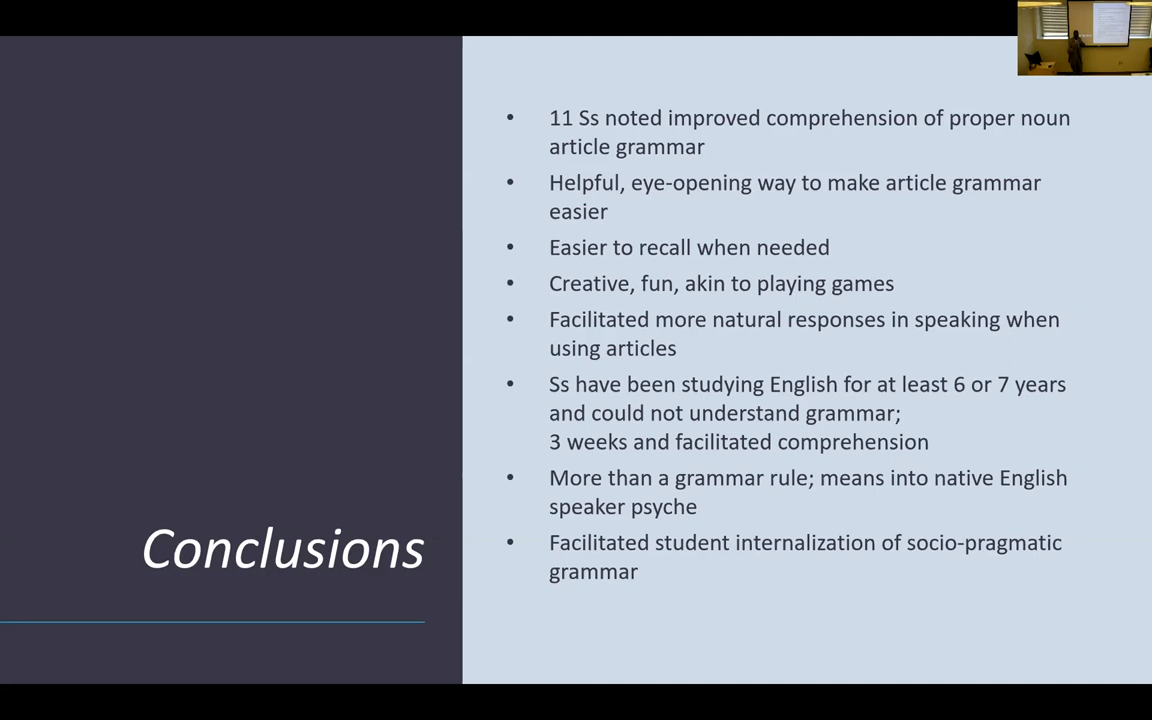 Conclusions
• 11 Ss noted improved comprehension of proper noun
article grammar
• Helpful, eye-opening way to make article grammar
easier
• Easier to recall when needed
• Creative, fun, akin to playing games
• Facilitated more natural responses in speaking when
using articles
• Ss have been studying English for at least 6 or 7 years
and could not understand grammar;
3 weeks and facilitated comprehension
• More than a grammar rule; means into native English
speaker psyche
• Facilitated student internalization of socio-pragmatic
grammar